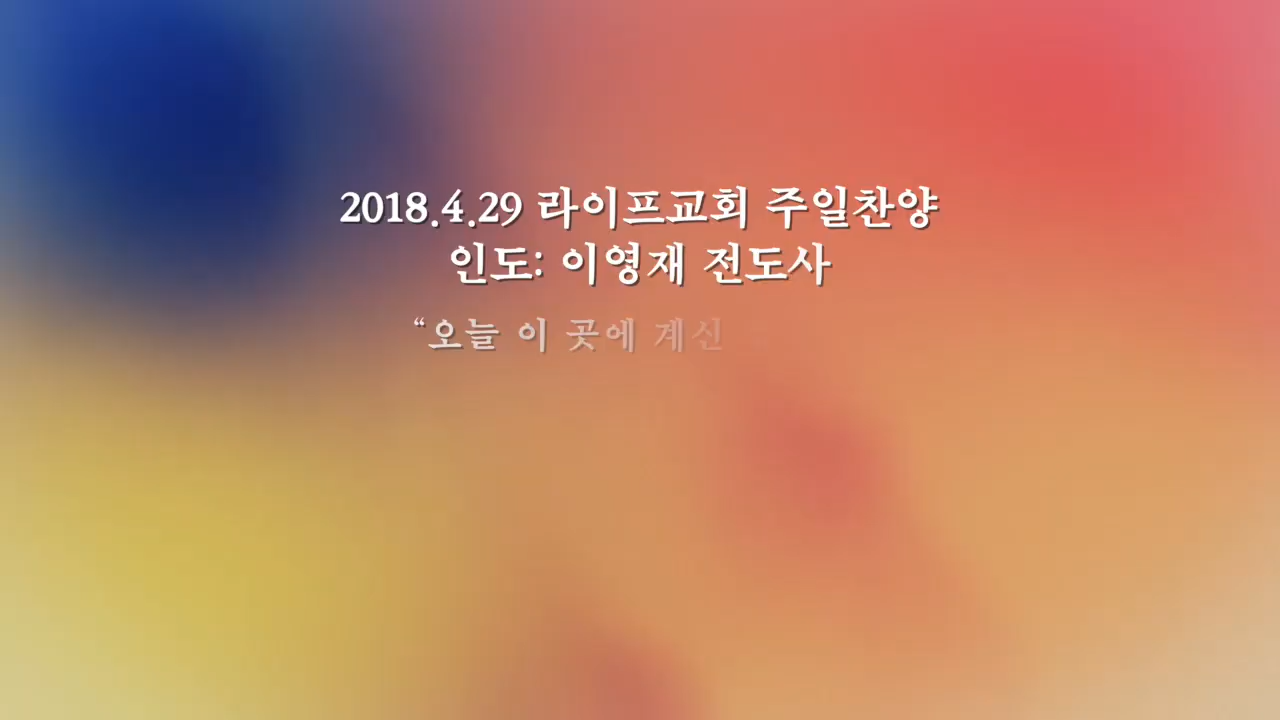 2018.4.29 라이프교회 주일찬양
인도: 이영재 전도사
“오늘 이 곳에 계신